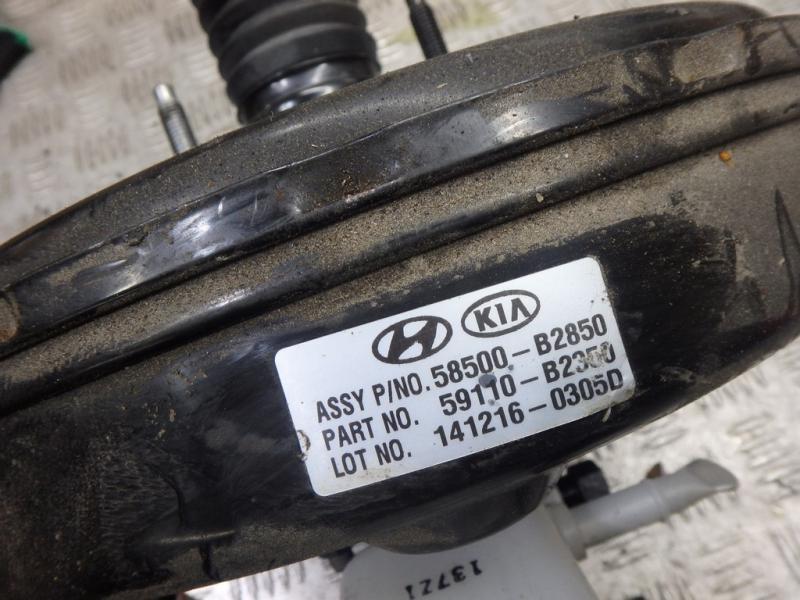 KIA
ASSY P/NO. 58500-B2850
PART NO. 59110-B2350
LOT NO. 141216-0305D
13721